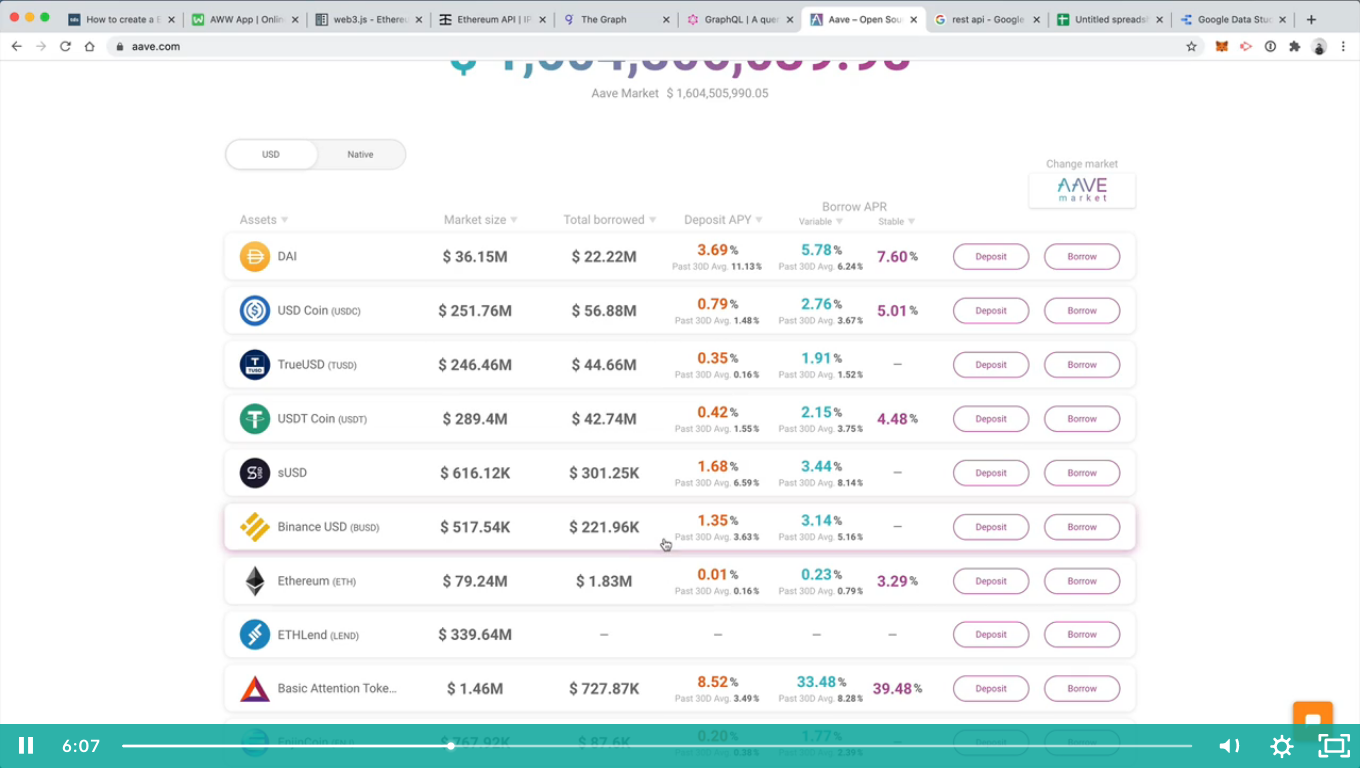 How to create a E
AWW App | Onlin
web3.js - Ethereu
Ethereum API | IP
The Graph
GraphQL | A quer
Aave – Open Sou
rest api - Google
Untitled spreadsh
Google Data Stud
aave.com
Aave Market $ 1,604,505,990.05
USD Native
Change market
AAVE
market
Borrow APR
Assets Market size Total borrowed Deposit APY Variable Stable
DAI $ 36.15M $ 22.22M 3.69% 5.78% 7.60% Deposit Borrow
Past 30D Avg. 11.13% Past 30D Avg. 6.24%
USD Coin (USDC) $ 251.76M $ 56.88M 0.79% 2.76% 5.01% Deposit Borrow
Past 30D Avg. 1.48% Past 30D Avg. 3.67%
TrueUSD (TUSD) $ 246.46M $ 44.66M 0.35% 1.91% – Deposit Borrow
Past 30D Avg. 0.16% Past 30D Avg. 1.52%
USDT Coin (USDT) $ 289.4M $ 42.74M 0.42% 2.15% 4.48% Deposit Borrow
Past 30D Avg. 1.55% Past 30D Avg. 3.75%
sUSD $ 616.12K $ 301.25K 1.68% 3.44% – Deposit Borrow
Past 30D Avg. 6.59% Past 30D Avg. 8.14%
Binance USD (BUSD) $ 517.54K $ 221.96K 1.35% 3.14% – Deposit Borrow
Past 30D Avg. 3.63% Past 30D Avg. 5.16%
Ethereum (ETH) $ 79.24M $ 1.83M 0.01% 0.23% 3.29% Deposit Borrow
Past 30D Avg. 0.16% Past 30D Avg. 0.79%
ETHLend (LEND) $ 339.64M – – – – Deposit Borrow
Basic Attention Toke... $ 1.46M $ 727.87K 8.52% 33.48% 39.48% Deposit Borrow
Past 30D Avg. 3.49% Past 30D Avg. 8.28%
EnjinCoin (ENJ) $ 767.92K $ 87.6K 0.20% 1.77% Deposit Borrow
6:07